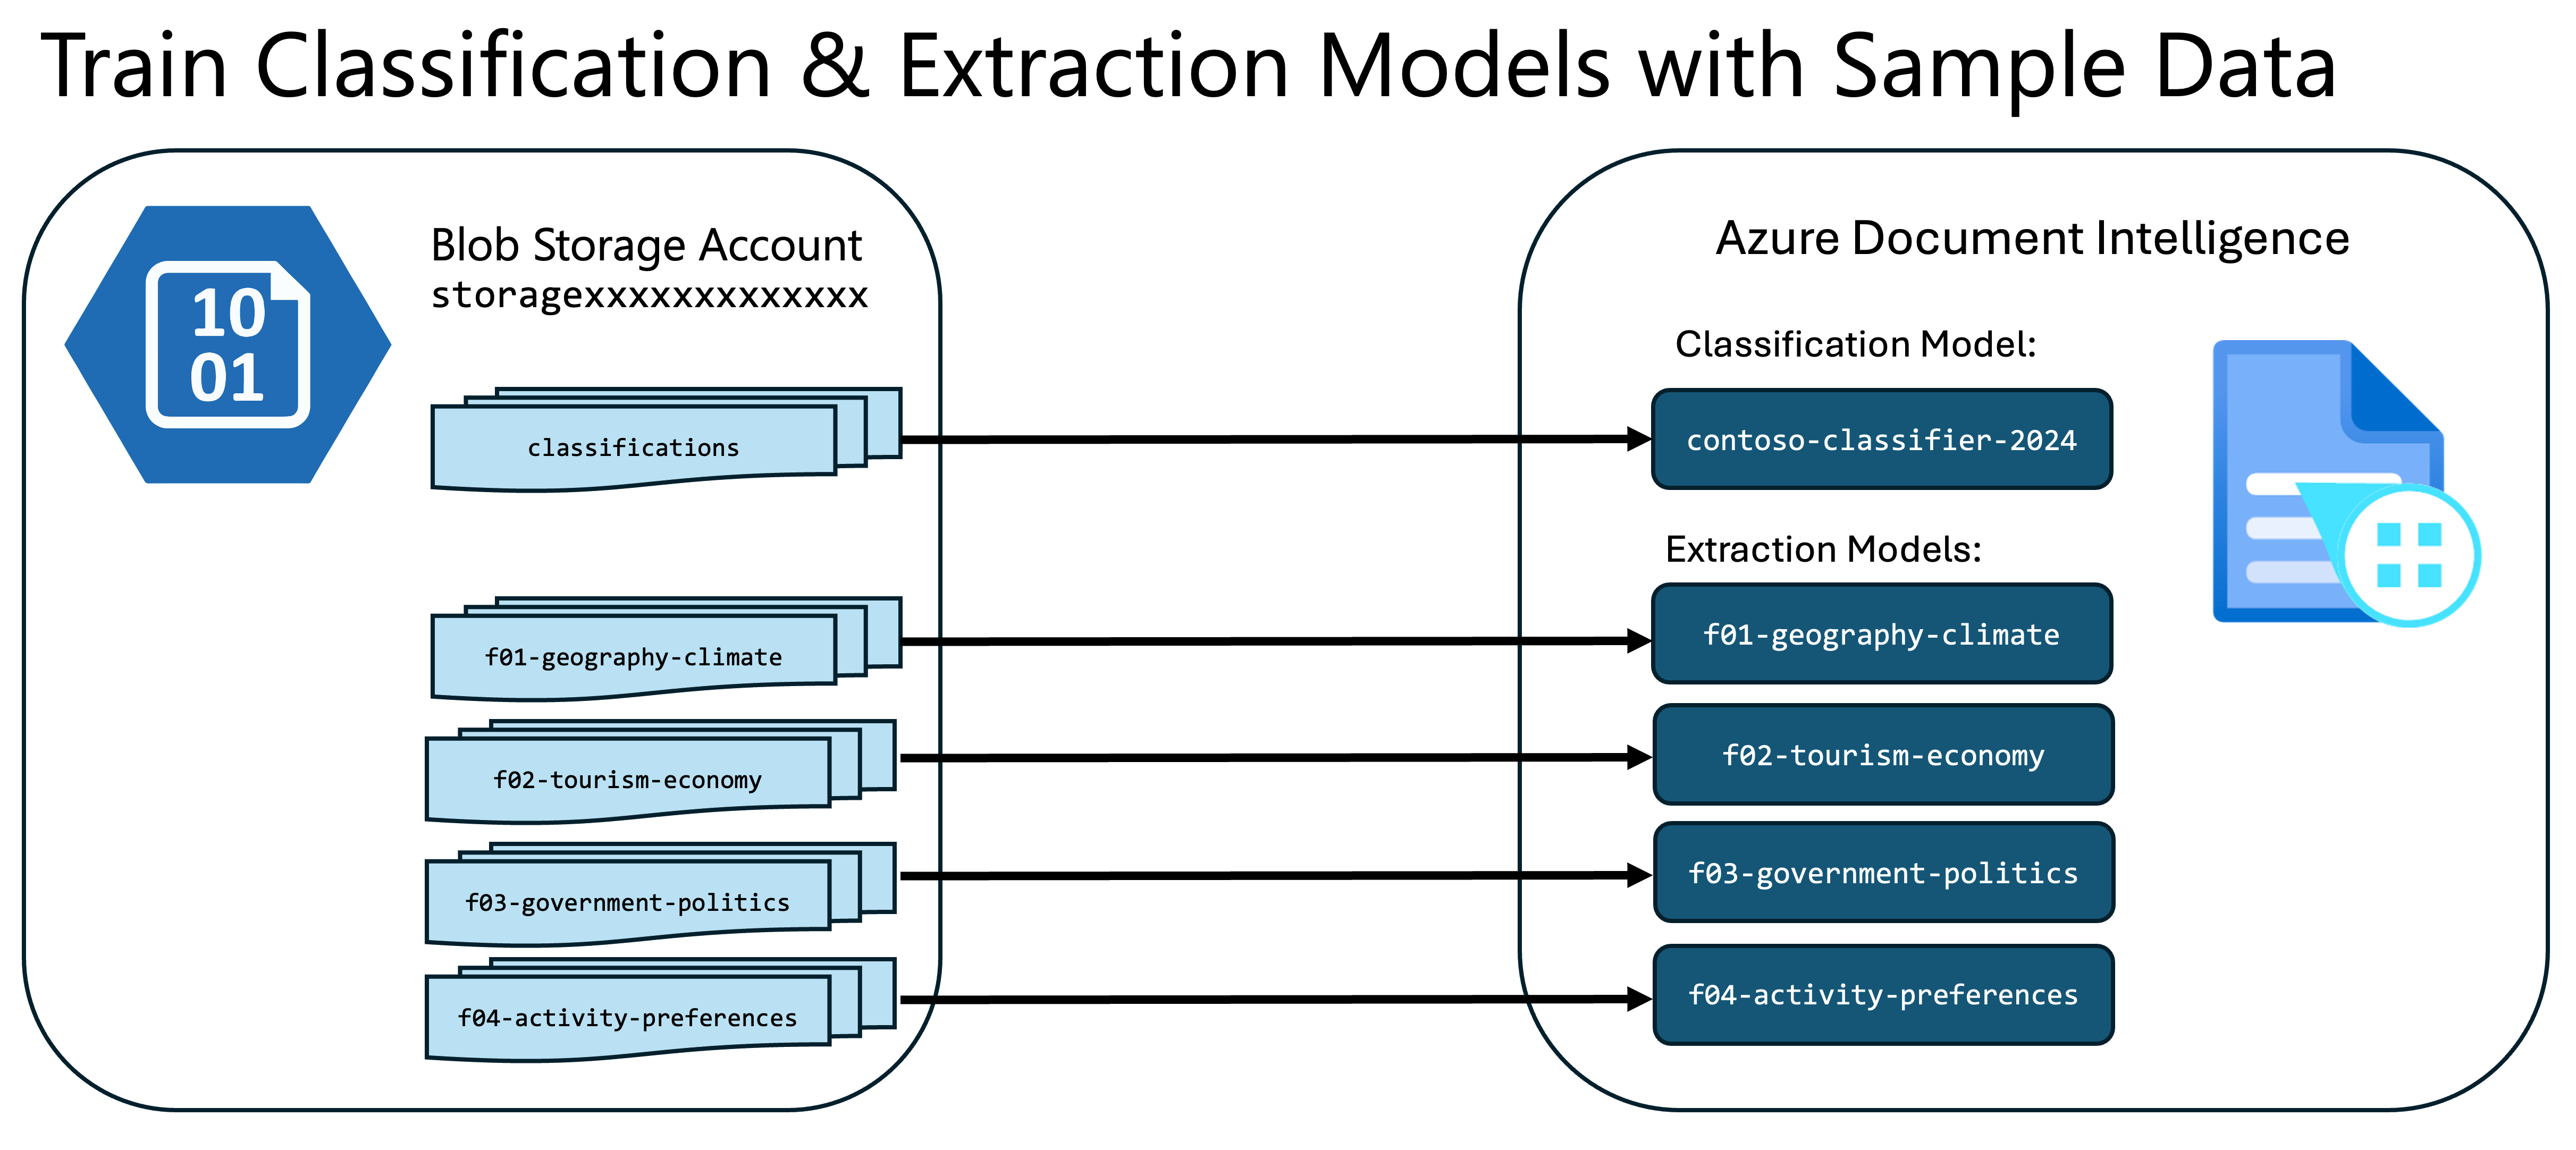 Train Classification & Extraction Models with Sample Data
10
01
Blob Storage Account
storagexxxxxxxxxxxxx
classifications
f01-geography-climate
f02-tourism-economy
f03-government-politics
f04-activity-preferences
Azure Document Intelligence
Classification Model:
contoso-classifier-2024
Extraction Models:
f01-geography-climate
f02-tourism-economy
f03-government-politics
f04-activity-preferences